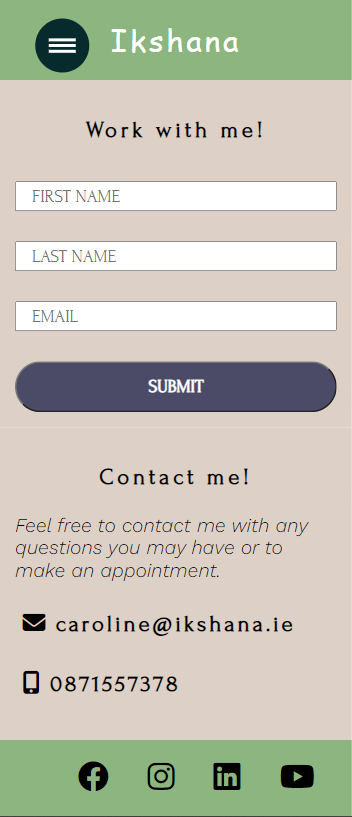 Ikshana
Work with me!
FIRST NAME
LAST NAME
EMAIL
SUBMIT
Contact me!
Feel free to contact me with any
questions you may have or to
make an appointment.
caroline@ikshana.ie
0871557378